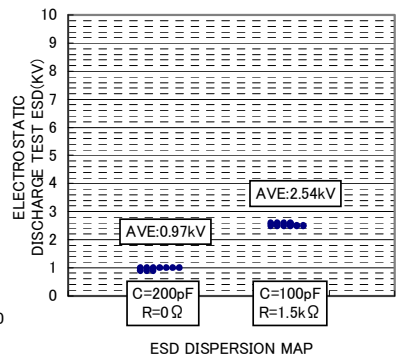 ELECTROSTATIC
DISCHARGE TEST ESD(KV)
10
9
8
7
6
5
4
3
2
1
0
AVE:0.97kV
AVE:2.54kV
C=200pF
R=0Ω
C=100pF
R=1.5kΩ
0
ESD DISPERSION MAP